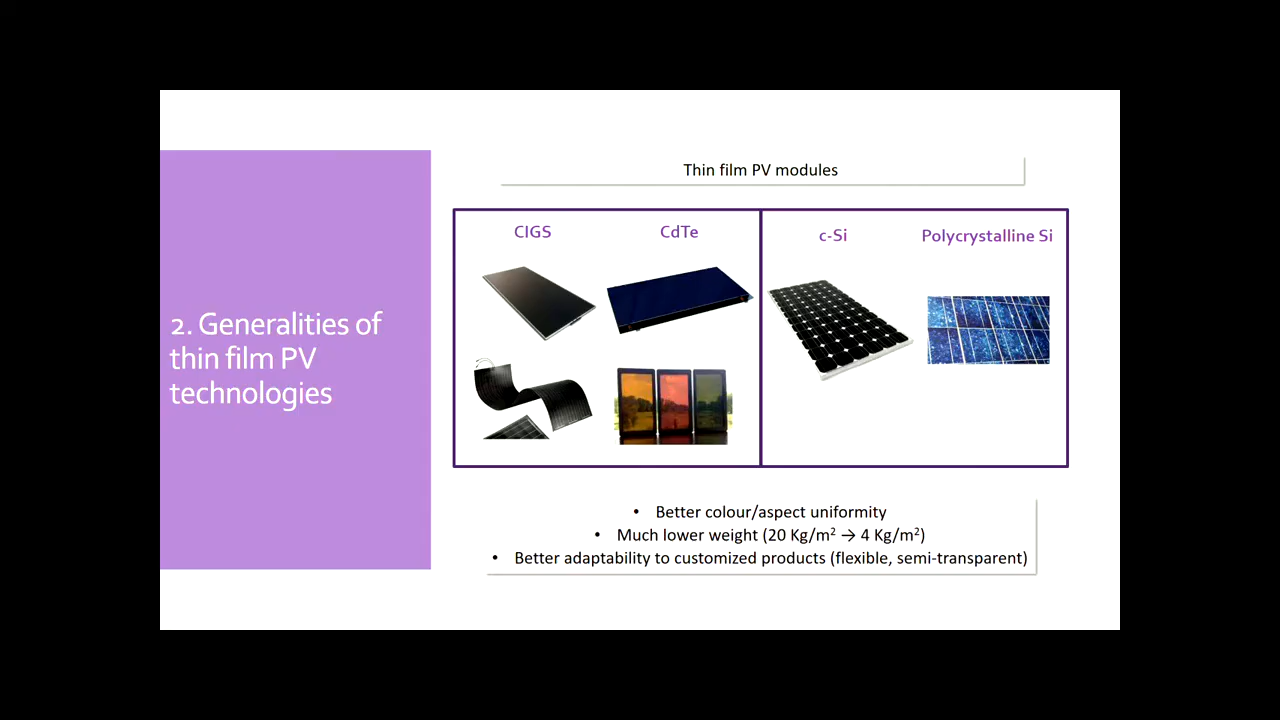 2. Generalities of
thin film PV
technologies
Thin film PV modules
CIGS
CdTe
c-Si
Polycrystalline Si
• Better colour/aspect uniformity
• Much lower weight (20 Kg/m² → 4 Kg/m²)
• Better adaptability to customized products (flexible, semi-transparent)